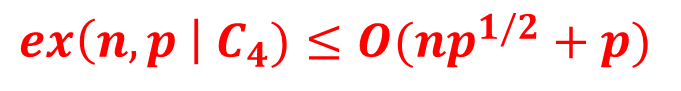 ex(n, p | C₄) ≤ O(np^{1/2} + p)